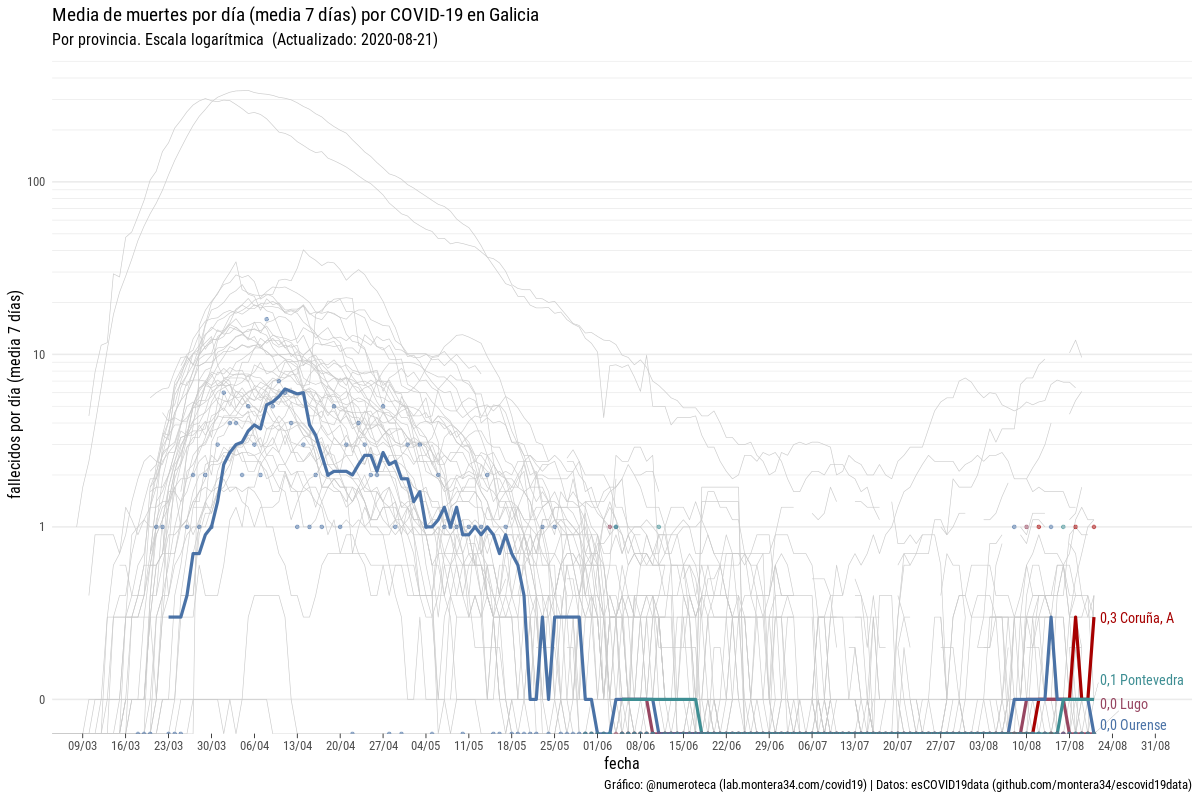 Media de muertes por día (media 7 días) por COVID-19 en Galicia
Por provincia. Escala logarítmica (Actualizado: 2020-08-21)
fallecidos por día (media 7 días)
100
10
1
0
0,3 Coruña, A
0,1 Pontevedra
0,0 Lugo
0,0 Ourense
09/03 16/03 23/03 30/03 06/04 13/04 20/04 27/04 04/05 11/05 18/05 25/05 01/06 08/06 15/06 22/06 29/06 06/07 13/07 20/07 27/07 03/08 10/08 17/08 24/08 31/08
fecha
Gráfico: @numeroteca (lab.montera34.com/covid19) | Datos: esCOVID19data (github.com/montera34/escovid19data)